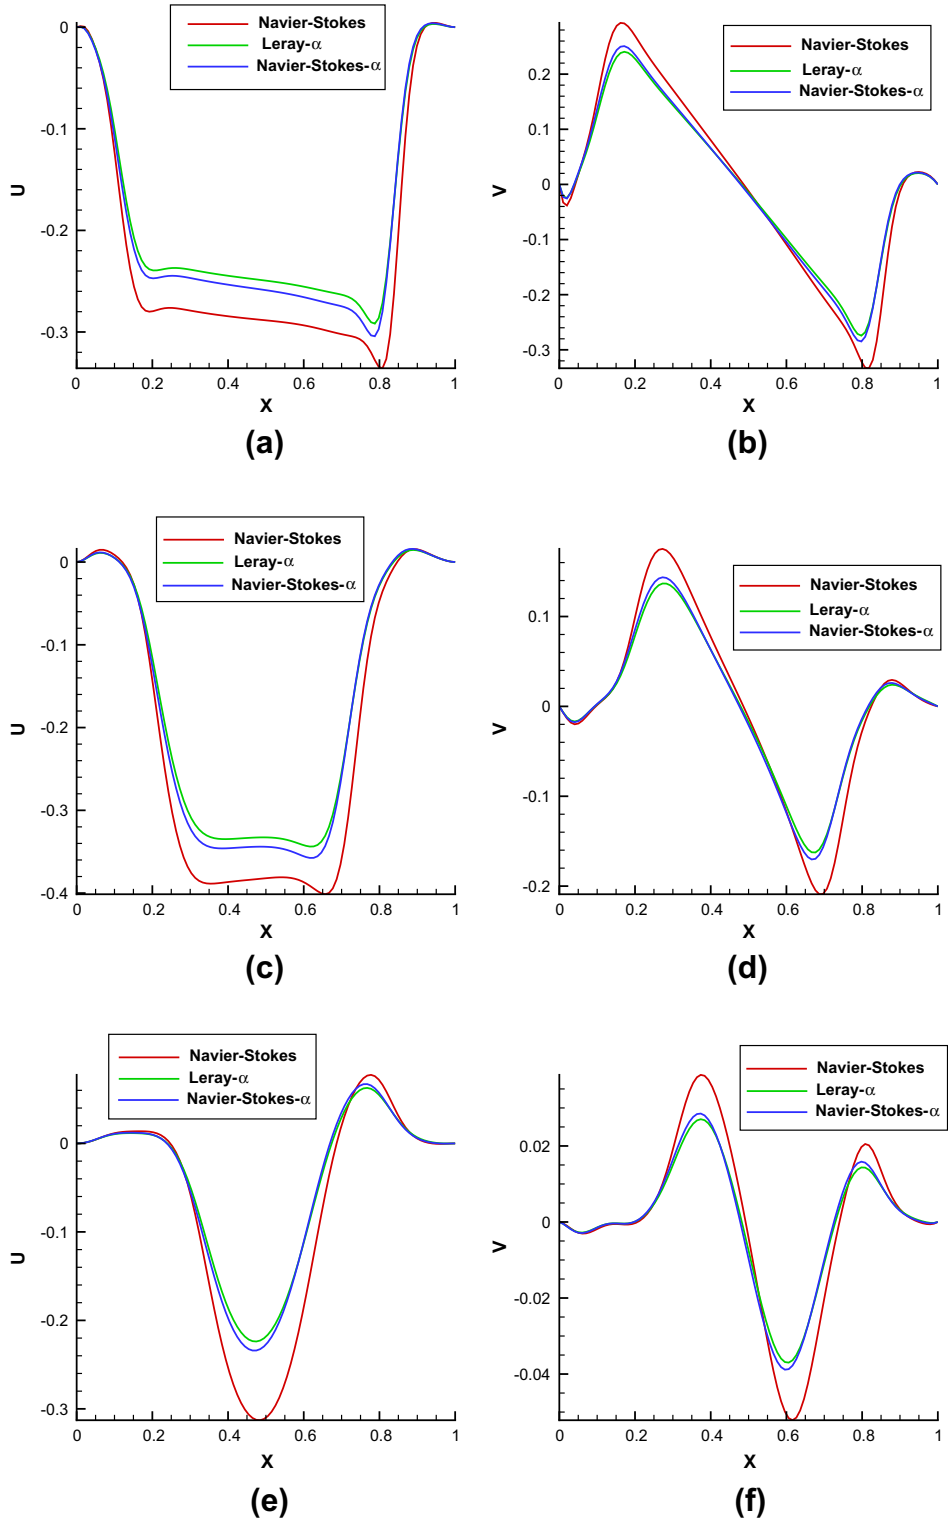 Navier-Stokes
Leray-α
Navier-Stokes-α
0
-0.1
-0.2
-0.3
U
0 0.2 0.4 0.6 0.8 1
X
(a)
Navier-Stokes
Leray-α
Navier-Stokes-α
0.2
0.1
0
-0.1
-0.2
-0.3
V
0 0.2 0.4 0.6 0.8 1
X
(b)
Navier-Stokes
Leray-α
Navier-Stokes-α
0
-0.1
-0.2
-0.3
-0.4
U
0 0.2 0.4 0.6 0.8 1
X
(c)
Navier-Stokes
Leray-α
Navier-Stokes-α
0.1
0
-0.1
-0.2
V
0 0.2 0.4 0.6 0.8 1
X
(d)
Navier-Stokes
Leray-α
Navier-Stokes-α
0
-0.1
-0.2
-0.3
U
0 0.2 0.4 0.6 0.8 1
X
(e)
Navier-Stokes
Leray-α
Navier-Stokes-α
0.02
0
-0.02
-0.04
V
0 0.2 0.4 0.6 0.8 1
X
(f)